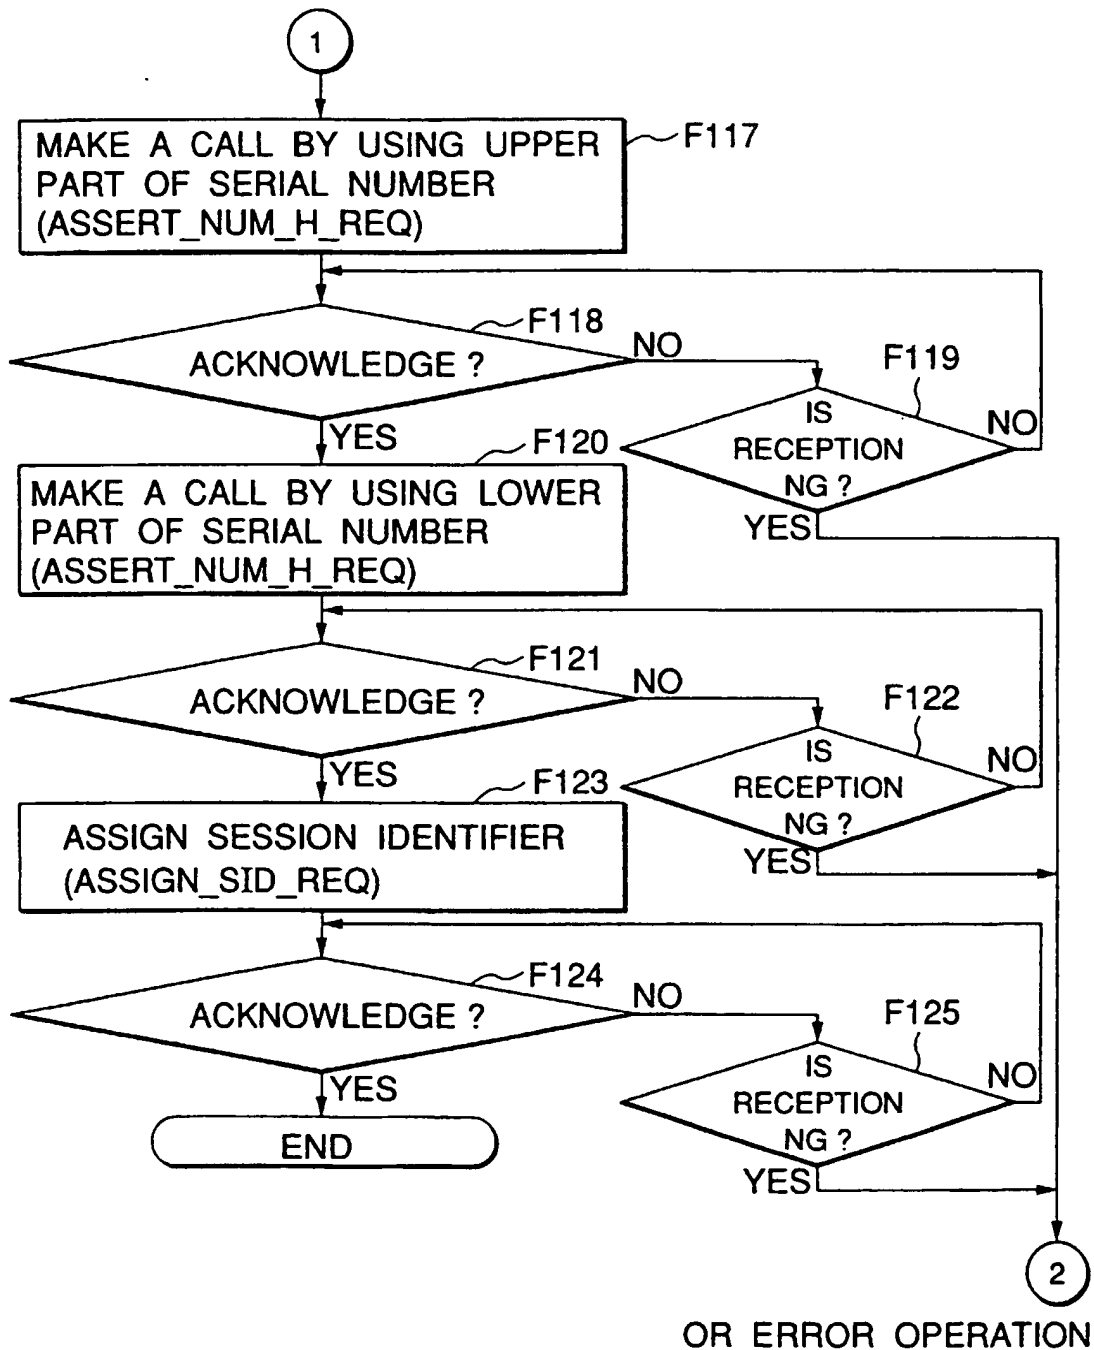 1
MAKE A CALL BY USING UPPER
PART OF SERIAL NUMBER
(ASSERT_NUM_H_REQ)
F117
ACKNOWLEDGE ?
F118
NO
YES
IS
RECEPTION
NG ?
F119
NO
YES
F120
MAKE A CALL BY USING LOWER
PART OF SERIAL NUMBER
(ASSERT_NUM_H_REQ)
ACKNOWLEDGE ?
F121
NO
YES
IS
RECEPTION
NG ?
F122
NO
YES
F123
ASSIGN SESSION IDENTIFIER
(ASSIGN_SID_REQ)
ACKNOWLEDGE ?
F124
NO
YES
IS
RECEPTION
NG ?
F125
NO
YES
END
2
OR ERROR OPERATION